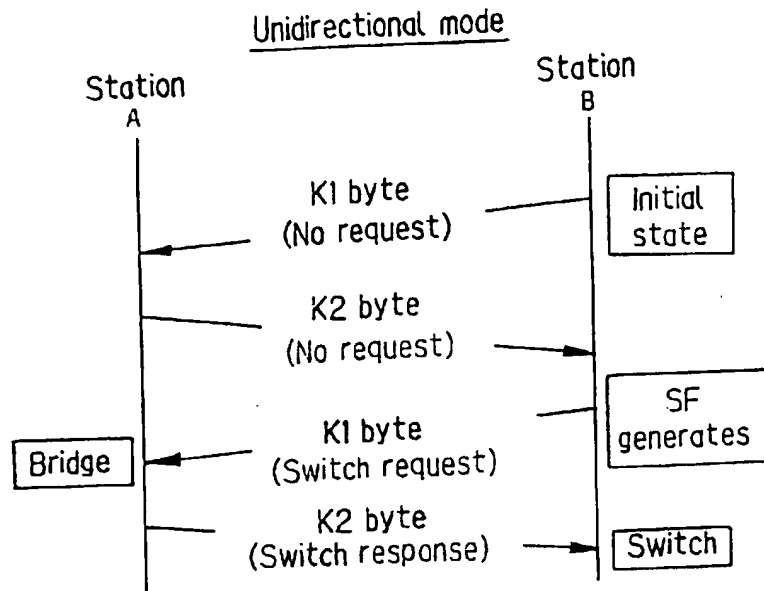 Unidirectional mode
Station
A
Station
B
K1 byte
(No request)
Initial
state
K2 byte
(No request)
SF
generates
K1 byte
(Switch request)
Bridge
K2 byte
(Switch response)
Switch